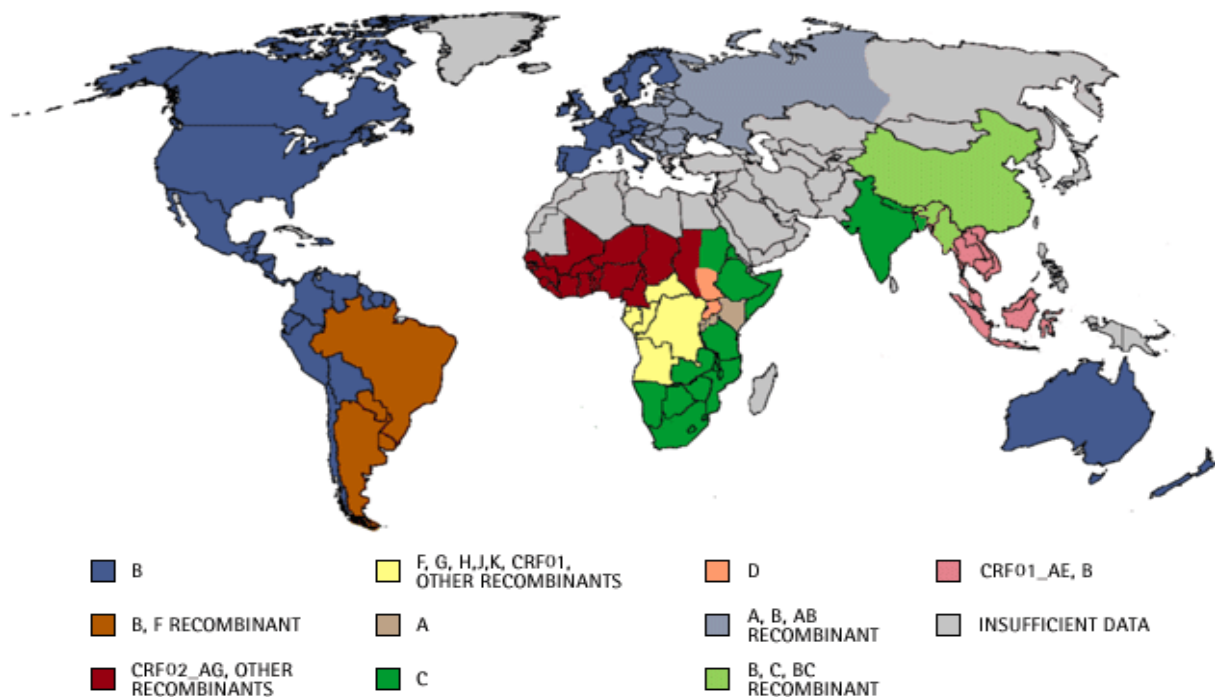 B
F, G, H,J,K, CRF01,
OTHER RECOMBINANTS
D
CRF01_AE, B
B, F RECOMBINANT
A
A, B, AB
RECOMBINANT
INSUFFICIENT DATA
CRF02_AG, OTHER
RECOMBINANTS
C
B, C, BC
RECOMBINANT